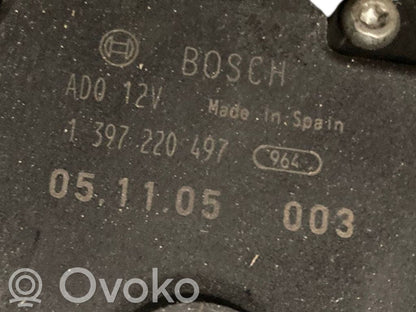 BOSCH
ADO 12V Made in Spain
1 397 220 497 964
05.11.05 003
Ovoko